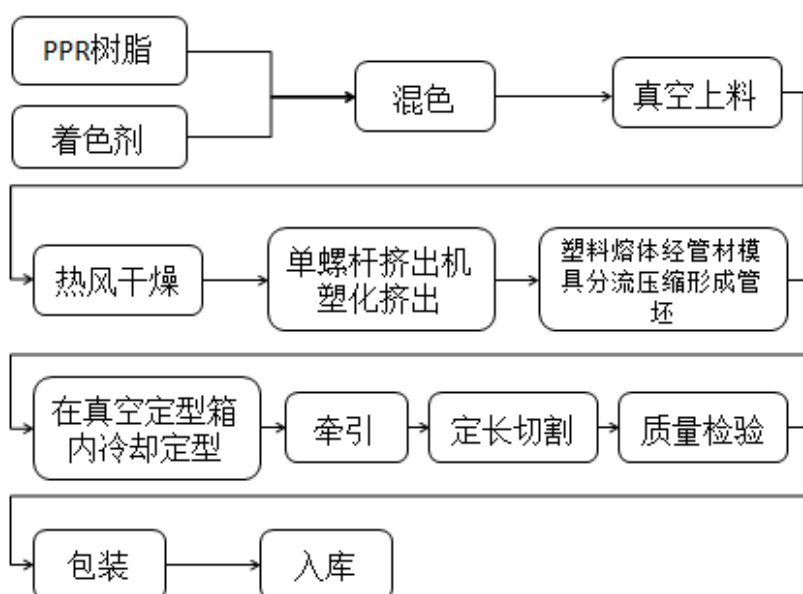 PPR树脂
着色剂
混色
真空上料
热风干燥
单螺杆挤出机
塑化挤出
塑料熔体经管材模
具分流压缩形成管
坯
在真空定型箱
内冷却定型
牵引
定长切割
质量检验
包装
入库